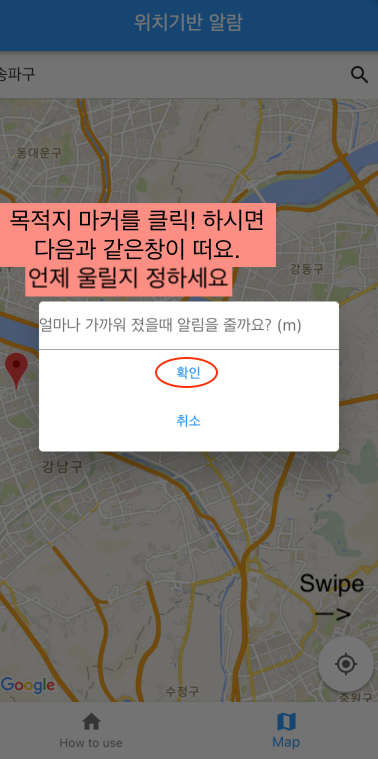 위치기반 알람
송파구
동대문구
목적지 마커를 클릭! 하시면
다음과 같은창이 떠요.
강동구
언제 울릴지 정하세요
얼마나 가까워 졌을때 알림을 줄까요? (m)
확인
취소
강남구
Swipe
—>
Google
수정구
중원구
How to use
Map